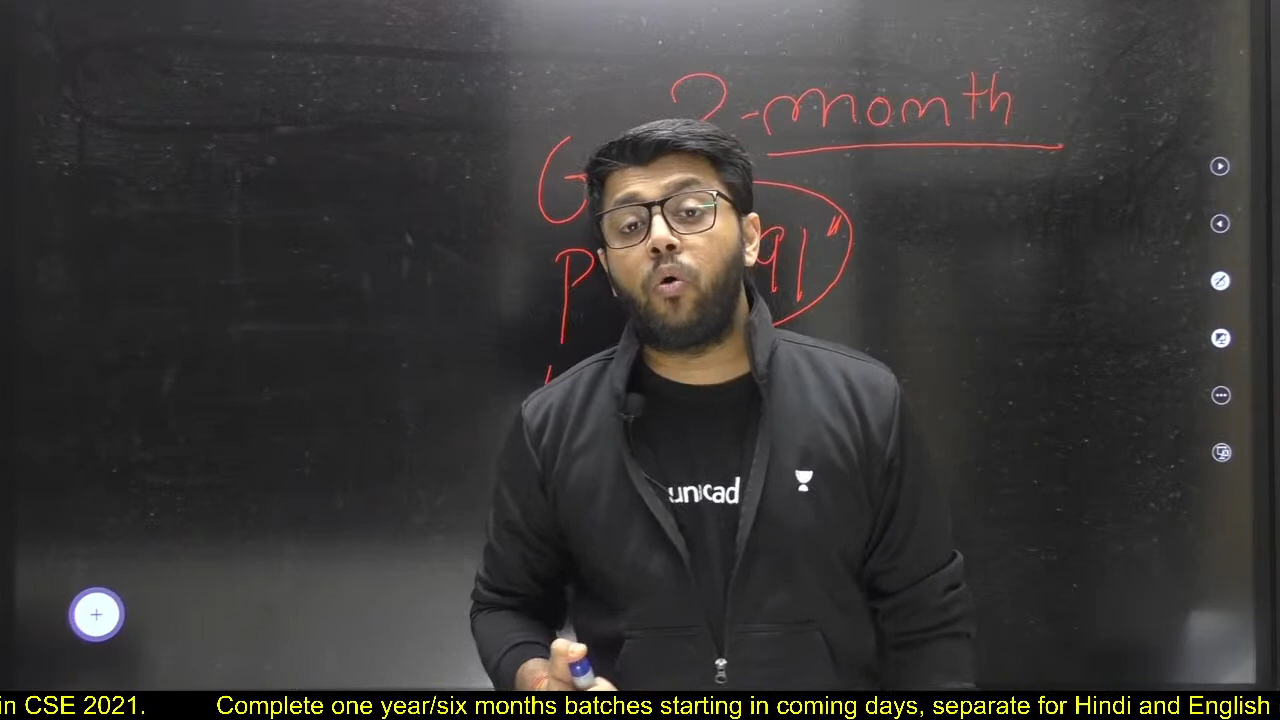 2-month
G
P 91"
unacad
in CSE 2021. Complete one year/six months batches starting in coming days, separate for Hindi and English